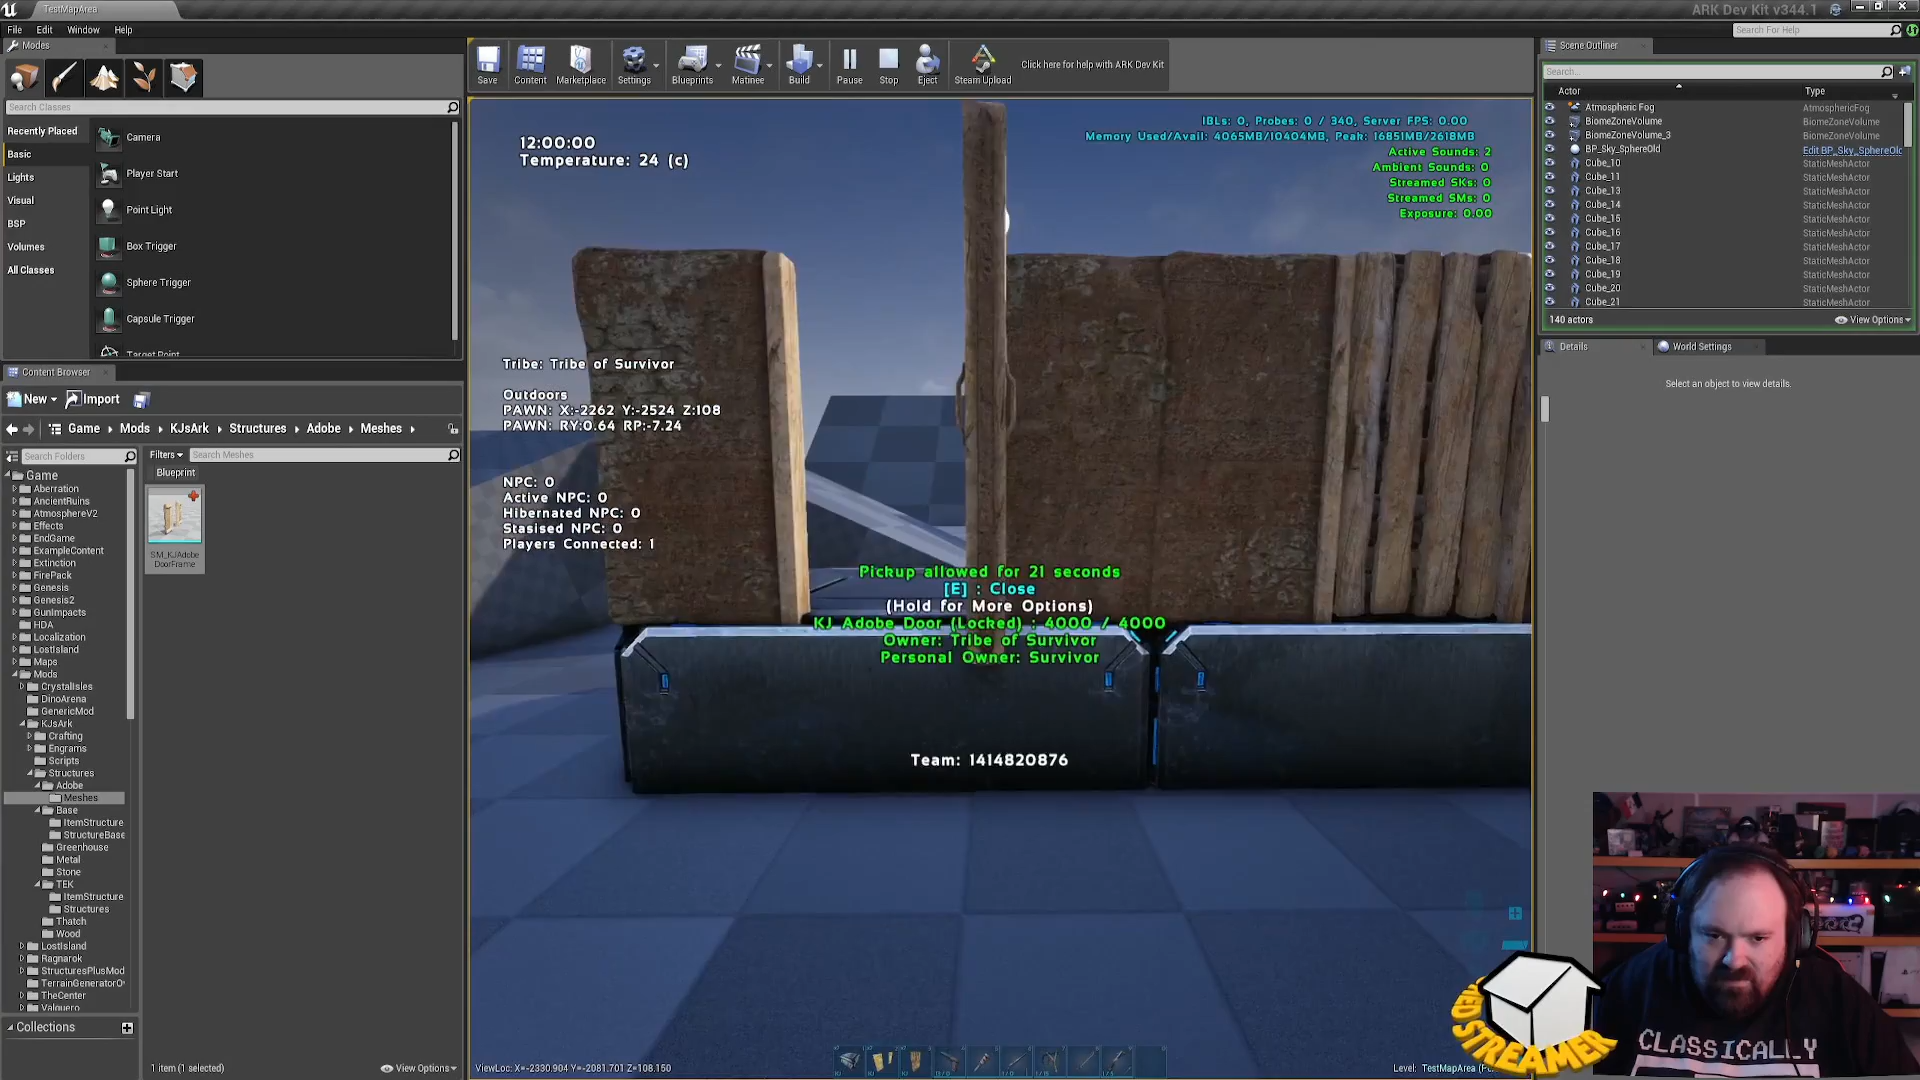 TestMapArea
ARK Dev Kit v344.1
File Edit Window Help
Search For Help
Modes
Search Classes
Recently Placed
Basic
Lights
Visual
BSP
Volumes
All Classes
Camera
Player Start
Point Light
Box Trigger
Sphere Trigger
Capsule Trigger
Target Point
Save
Content
Marketplace
Settings
Blueprints
Matinee
Build
Pause
Stop
Eject
Steam Upload
Click here for help with ARK Dev Kit
Scene Outliner
Search...
Actor Type
Atmospheric Fog AtmosphericFog
BiomeZoneVolume BiomeZoneVolume
BiomeZoneVolume_3 BiomeZoneVolume
BP_Sky_SphereOld Edit BP_Sky_SphereOld
Cube_10 StaticMeshActor
Cube_11 StaticMeshActor
Cube_13 StaticMeshActor
Cube_14 StaticMeshActor
Cube_15 StaticMeshActor
Cube_16 StaticMeshActor
Cube_17 StaticMeshActor
Cube_18 StaticMeshActor
Cube_19 StaticMeshActor
Cube_20 StaticMeshActor
Cube_21 StaticMeshActor
140 actors View Options
Details World Settings
Select an object to view details.
Content Browser
New Import
Game Mods KJsArk Structures Adobe Meshes
Search Folders
Filters Search Meshes
Blueprint
SM_KJAdobe
DoorFrame
Game
Aberration
AncientRuins
AtmosphereV2
Effects
EndGame
ExampleContent
Extinction
FirePack
Genesis
Genesis2
GunImpacts
HDA
Localization
LostIsland
Maps
Mods
CrystalIsles
DinoArena
GenericMod
KJsArk
Crafting
Engrams
Scripts
Structures
Adobe
Meshes
Base
ItemStructure
StructureBase
Greenhouse
Metal
Stone
TEK
ItemStructure
Structures
Thatch
Wood
LostIsland
Ragnarok
StructuresPlusMod
TerrainGenerator
TheCenter
Valguero
Collections
1 item (1 selected) View Options
12:00:00
Temperature: 24 (c)
IBLs: 0, Probes: 0 / 340, Server FPS: 0.00
Memory Used/Avail: 4065MB/10404MB, Peak: 16851MB/2618MB
Active Sounds: 2
Ambient Sounds: 0
Streamed SKs: 0
Streamed SMs: 0
Exposure: 0.00
Tribe: Tribe of Survivor
Outdoors
PAWN: X:-2262 Y:-2524 Z:108
PAWN: RY:0.64 RP:-7.24
NPC: 0
Active NPC: 0
Hibernated NPC: 0
Stasised NPC: 0
Players Connected: 1
Pickup allowed for 21 seconds
[E] : Close
(Hold for More Options)
KJ Adobe Door (Locked) : 4000 / 4000
Owner: Tribe of Survivor
Personal Owner: Survivor
Team: 1414820876
ViewLoc: X=-2330.904 Y=-2081.701 Z=108.150
Level: TestMapArea
STREAMER
CLASSICALLY